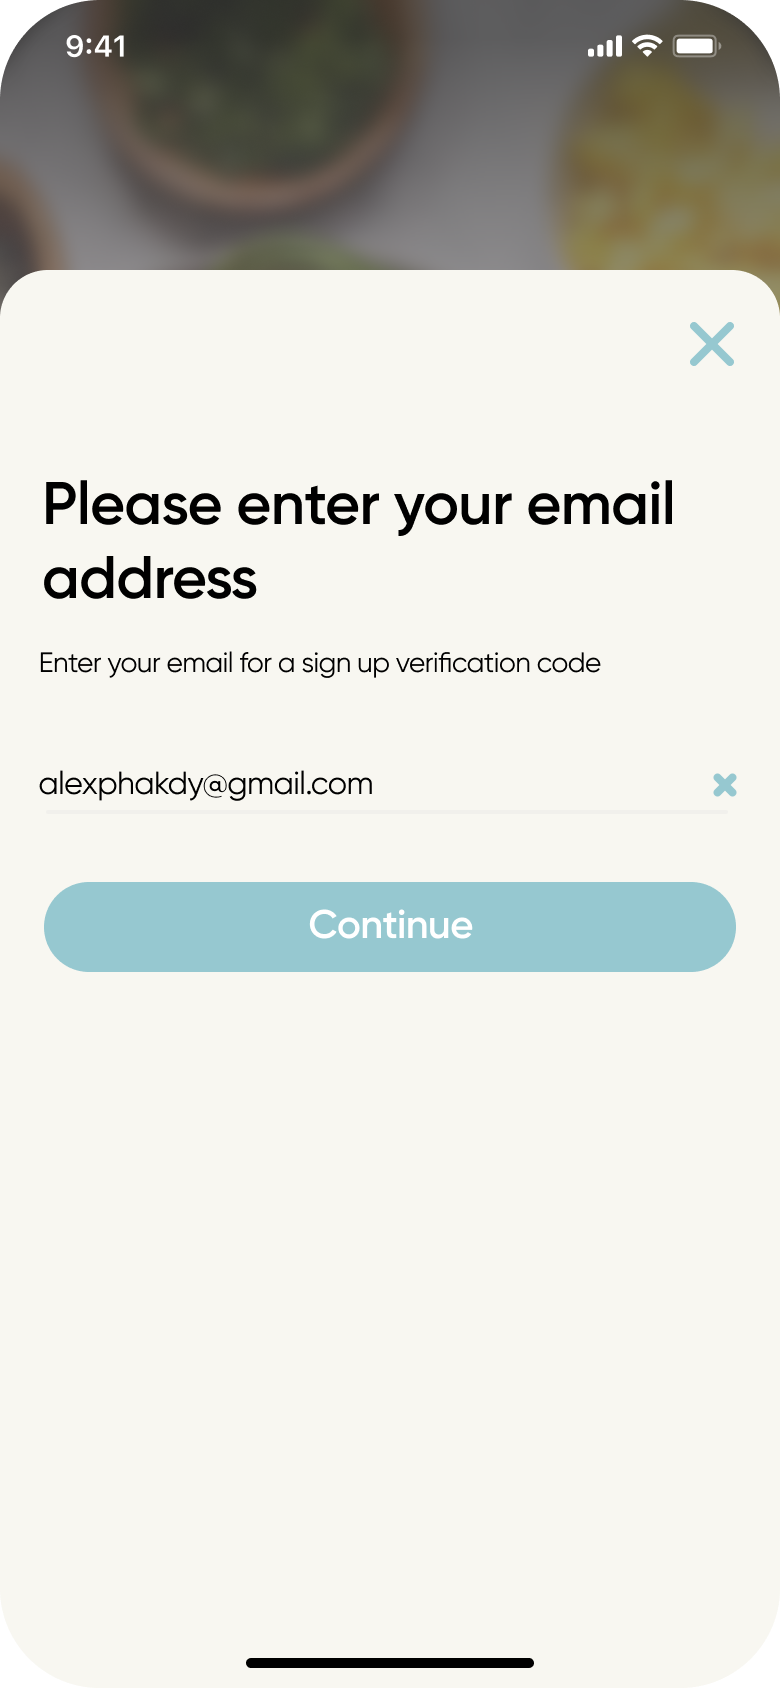 9:41
Please enter your email
address
Enter your email for a sign up verification code
alexphakdy@gmail.com
Continue